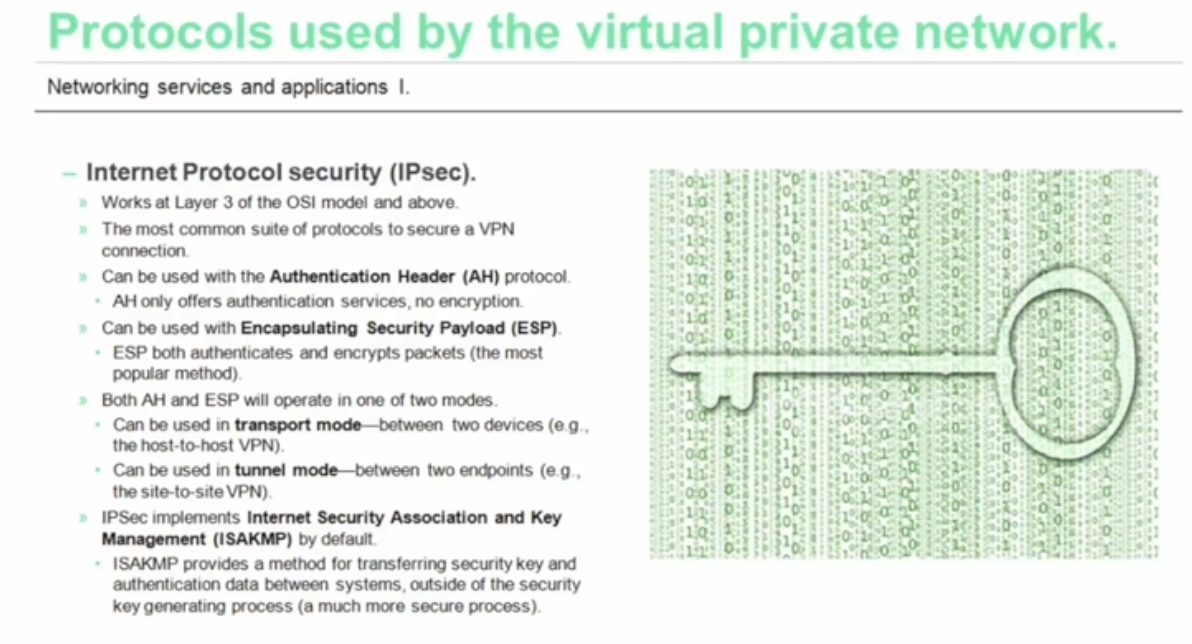 Protocols used by the virtual private network.
Networking services and applications I.
– Internet Protocol security (IPsec).
» Works at Layer 3 of the OSI model and above.
» The most common suite of protocols to secure a VPN
connection.
» Can be used with the Authentication Header (AH) protocol.
• AH only offers authentication services, no encryption.
» Can be used with Encapsulating Security Payload (ESP).
• ESP both authenticates and encrypts packets (the most
popular method).
» Both AH and ESP will operate in one of two modes.
• Can be used in transport mode—between two devices (e.g.,
the host-to-host VPN).
• Can be used in tunnel mode—between two endpoints (e.g.,
the site-to-site VPN).
» IPSec implements Internet Security Association and Key
Management (ISAKMP) by default.
• ISAKMP provides a method for transferring security key and
authentication data between systems, outside of the security
key generating process (a much more secure process).